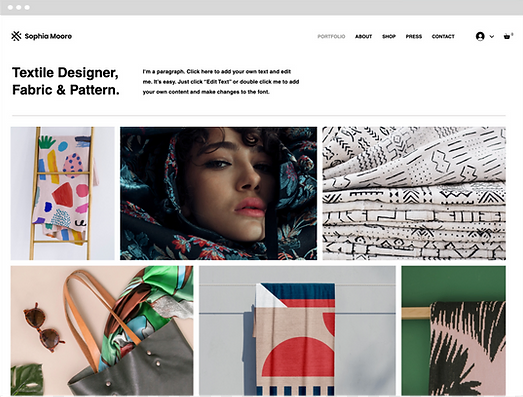 Sophia Moore
PORTFOLIO ABOUT SHOP PRESS CONTACT
Textile Designer,
Fabric & Pattern.
I'm a paragraph. Click here to add your own text and edit
me. It's easy. Just click “Edit Text” or double click me to add
your own content and make changes to the font.